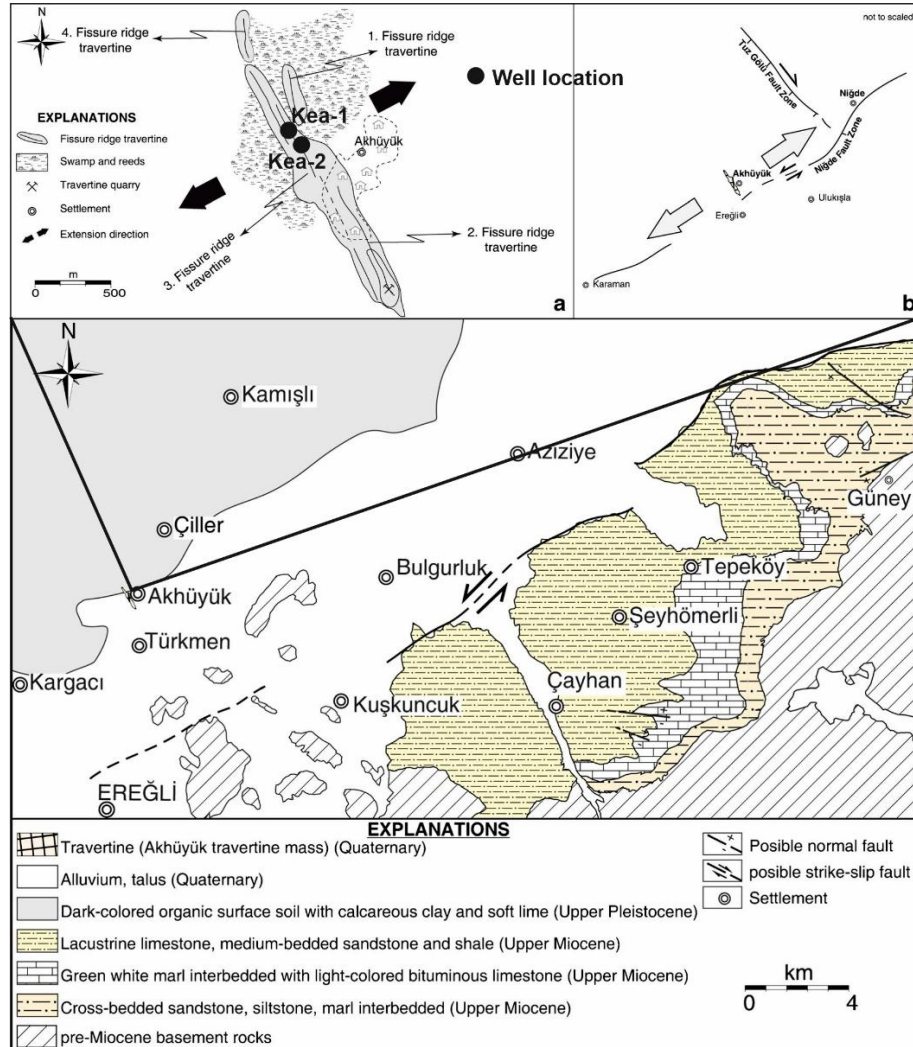 4. Fissure ridge
travertine
1. Fissure ridge
travertine
Well location
N
Kea-1
Kea-2
Akhüyük
EXPLANATIONS
Fissure ridge travertine
Swamp and reeds
Travertine quarry
Settlement
Extension direction
m
0 500
3. Fissure ridge
travertine
2. Fissure ridge
travertine
a
not to scaled
Tuz Gölü Fault Zone
Niğde
Niğde Fault Zone
Akhüyük
Ulukışla
Ereğli
Karaman
b
N
Kamışlı
Aziziye
Güney
Çiller
Bulgurluk
Tepeköy
Akhüyük
Şeyhömerli
Türkmen
Kargacı
Çayhan
Kuşkuncuk
EREĞLİ
EXPLANATIONS
Travertine (Akhüyük travertine mass) (Quaternary)
Alluvium, talus (Quaternary)
Dark-colored organic surface soil with calcareous clay and soft lime (Upper Pleistocene)
Lacustrine limestone, medium-bedded sandstone and shale (Upper Miocene)
Green white marl interbedded with light-colored bituminous limestone (Upper Miocene)
Cross-bedded sandstone, siltstone, marl interbedded (Upper Miocene)
pre-Miocene basement rocks
Posible normal fault
posible strike-slip fault
Settlement
km
0 4